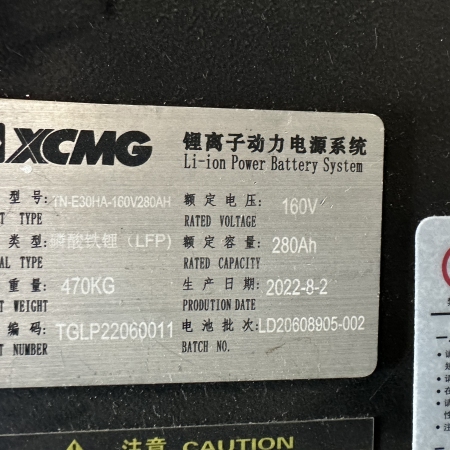 XCMG 锂离子动力电源系统
Li-ion Power Battery System
型号: TN-E30HA-160V280AH 额定电压: 160V
TYPE RATED VOLTAGE
类型: 磷酸铁锂 (LFP) 额定容量: 280Ah
TYPE RATED CAPACITY
重量: 470KG 生产日期: 2022-8-2
WEIGHT PRODUTION DATE
编码: TGLP22060011 电池批次: LD20608905-002
NUMBER BATCH NO.
注意 CAUTION